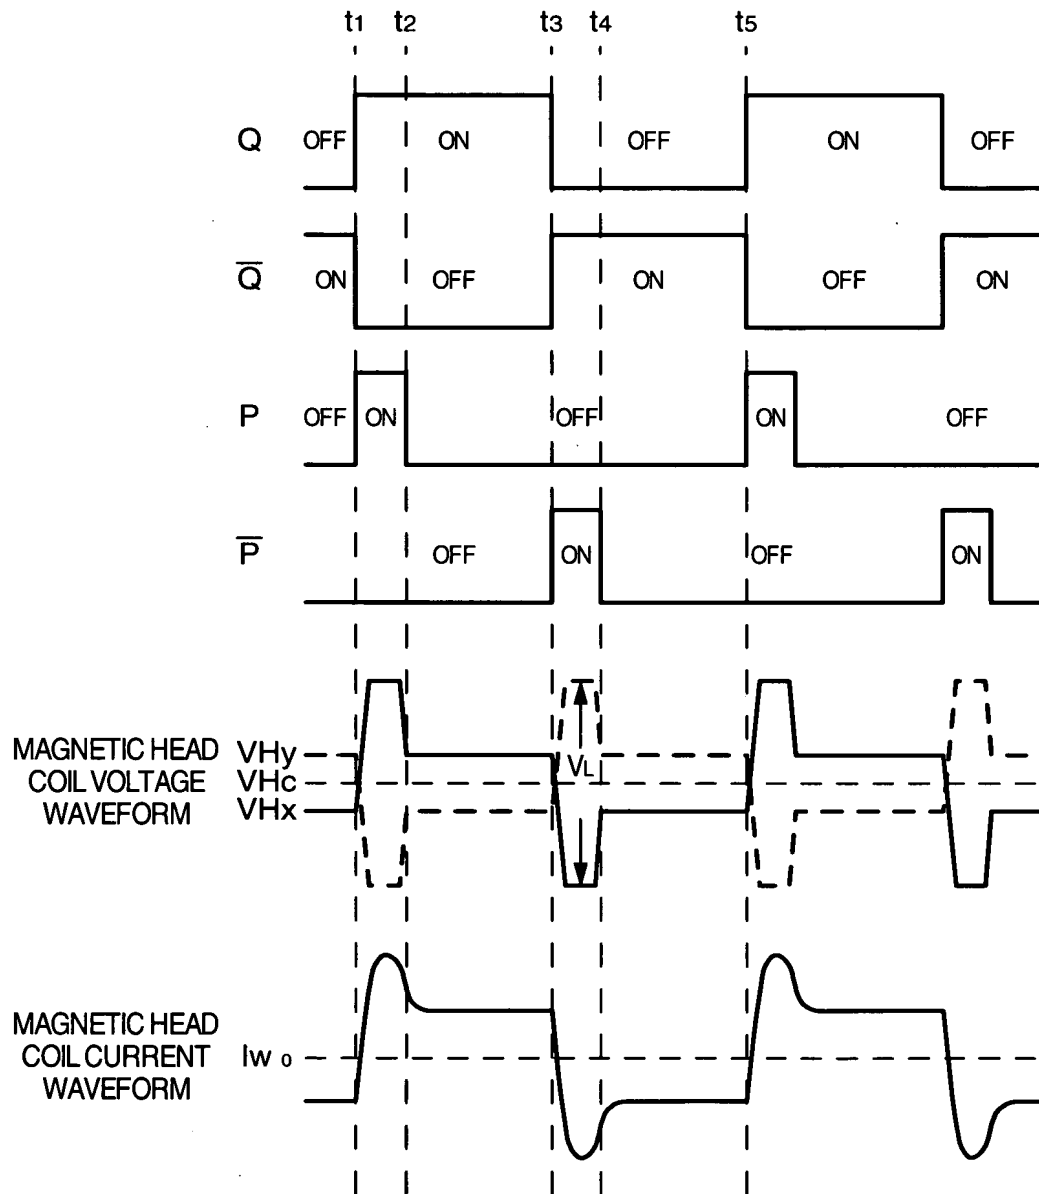 t1 t2 t3 t4 t5
Q OFF ON OFF ON OFF
Q̅ ON OFF ON OFF ON
P OFF ON OFF ON OFF
P̅ OFF ON OFF ON
MAGNETIC HEAD
COIL VOLTAGE
WAVEFORM
VHy
VHc
VHx
VL
MAGNETIC HEAD
COIL CURRENT
WAVEFORM
Iw 0